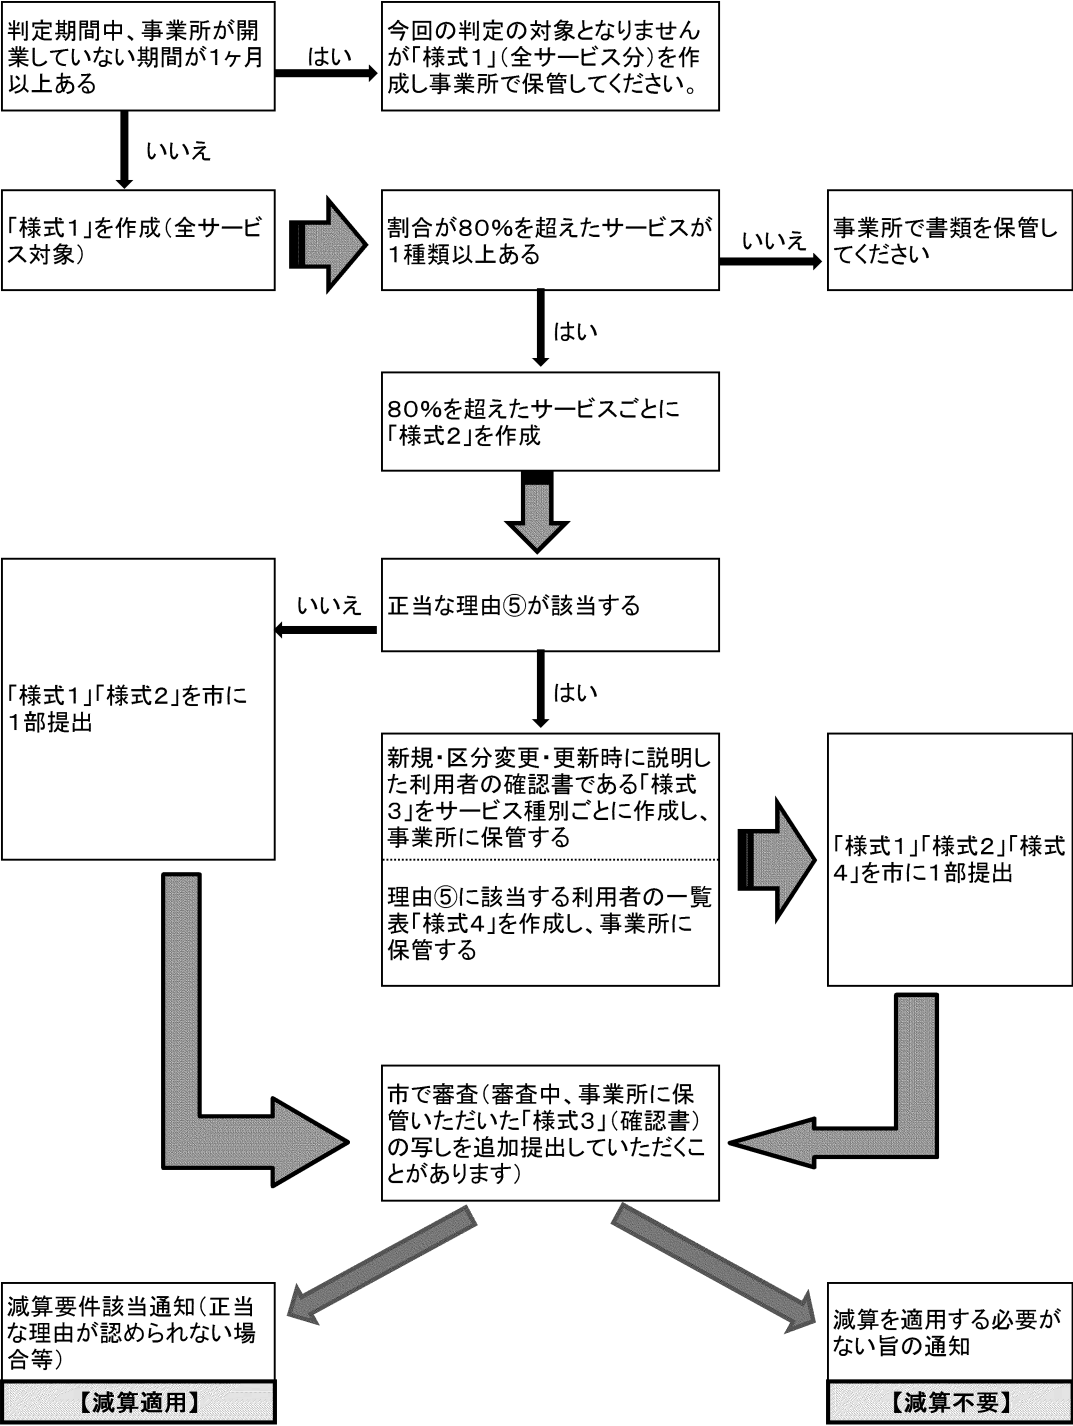 判定期間中、事業所が開
業していない期間が１ヶ月
以上ある
はい
今回の判定の対象となりません
が「様式１」（全サービス分）を作
成し事業所で保管してください。
いいえ
「様式１」を作成（全サービ
ス対象）
割合が８０％を超えたサービスが
１種類以上ある
いいえ
事業所で書類を保管し
てください
はい
８０％を超えたサービスごとに
「様式２」を作成
正当な理由⑤が該当する
いいえ
「様式１」「様式２」を市に
１部提出
はい
新規・区分変更・更新時に説明し
た利用者の確認書である「様式
３」をサービス種別ごとに作成し、
事業所に保管する
理由⑤に該当する利用者の一覧
表「様式４」を作成し、事業所に
保管する
「様式１」「様式２」「様式
４」を市に１部提出
市で審査（審査中、事業所に保
管いただいた「様式３」（確認書）
の写しを追加提出していただくこ
とがあります）
減算要件該当通知（正当
な理由が認められない場
合等）
【減算適用】
減算を適用する必要が
ない旨の通知
【減算不要】